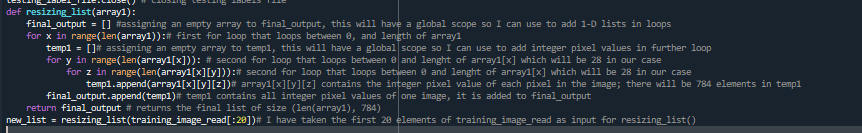 testing_label_file.close() # closing testing labels file
def resizing_list(array1):
    final_output = [] #assigning an empty array to final_output, this will have a global scope so I can use to add 1-D lists in loops
    for x in range(len(array1)):# first for loop that loops between 0, and length of array1
        temp1 = []# assigning an empty array to temp1, this will have a global scope so I can use to add integer pixel values in further loop
        for y in range(len(array1[x])): # second for loop that loops between 0 and lenght of array1[x] which will be 28 in our case
            for z in range(len(array1[x][y])):# second for loop that loops between 0 and lenght of array1[x] which will be 28 in our case
                temp1.append(array1[x][y][z])# array1[x][y][z] contains the integer pixel value of each pixel in the image; there will be 784 elements in temp1
        final_output.append(temp1)# temp1 contains all integer pixel values of one image, it is added to final_output
    return final_output # returns the final list of size (len(array1), 784)
new_list = resizing_list(training_image_read[:20])# I have taken the first 20 elements of training_image_read as input for resizing_list()